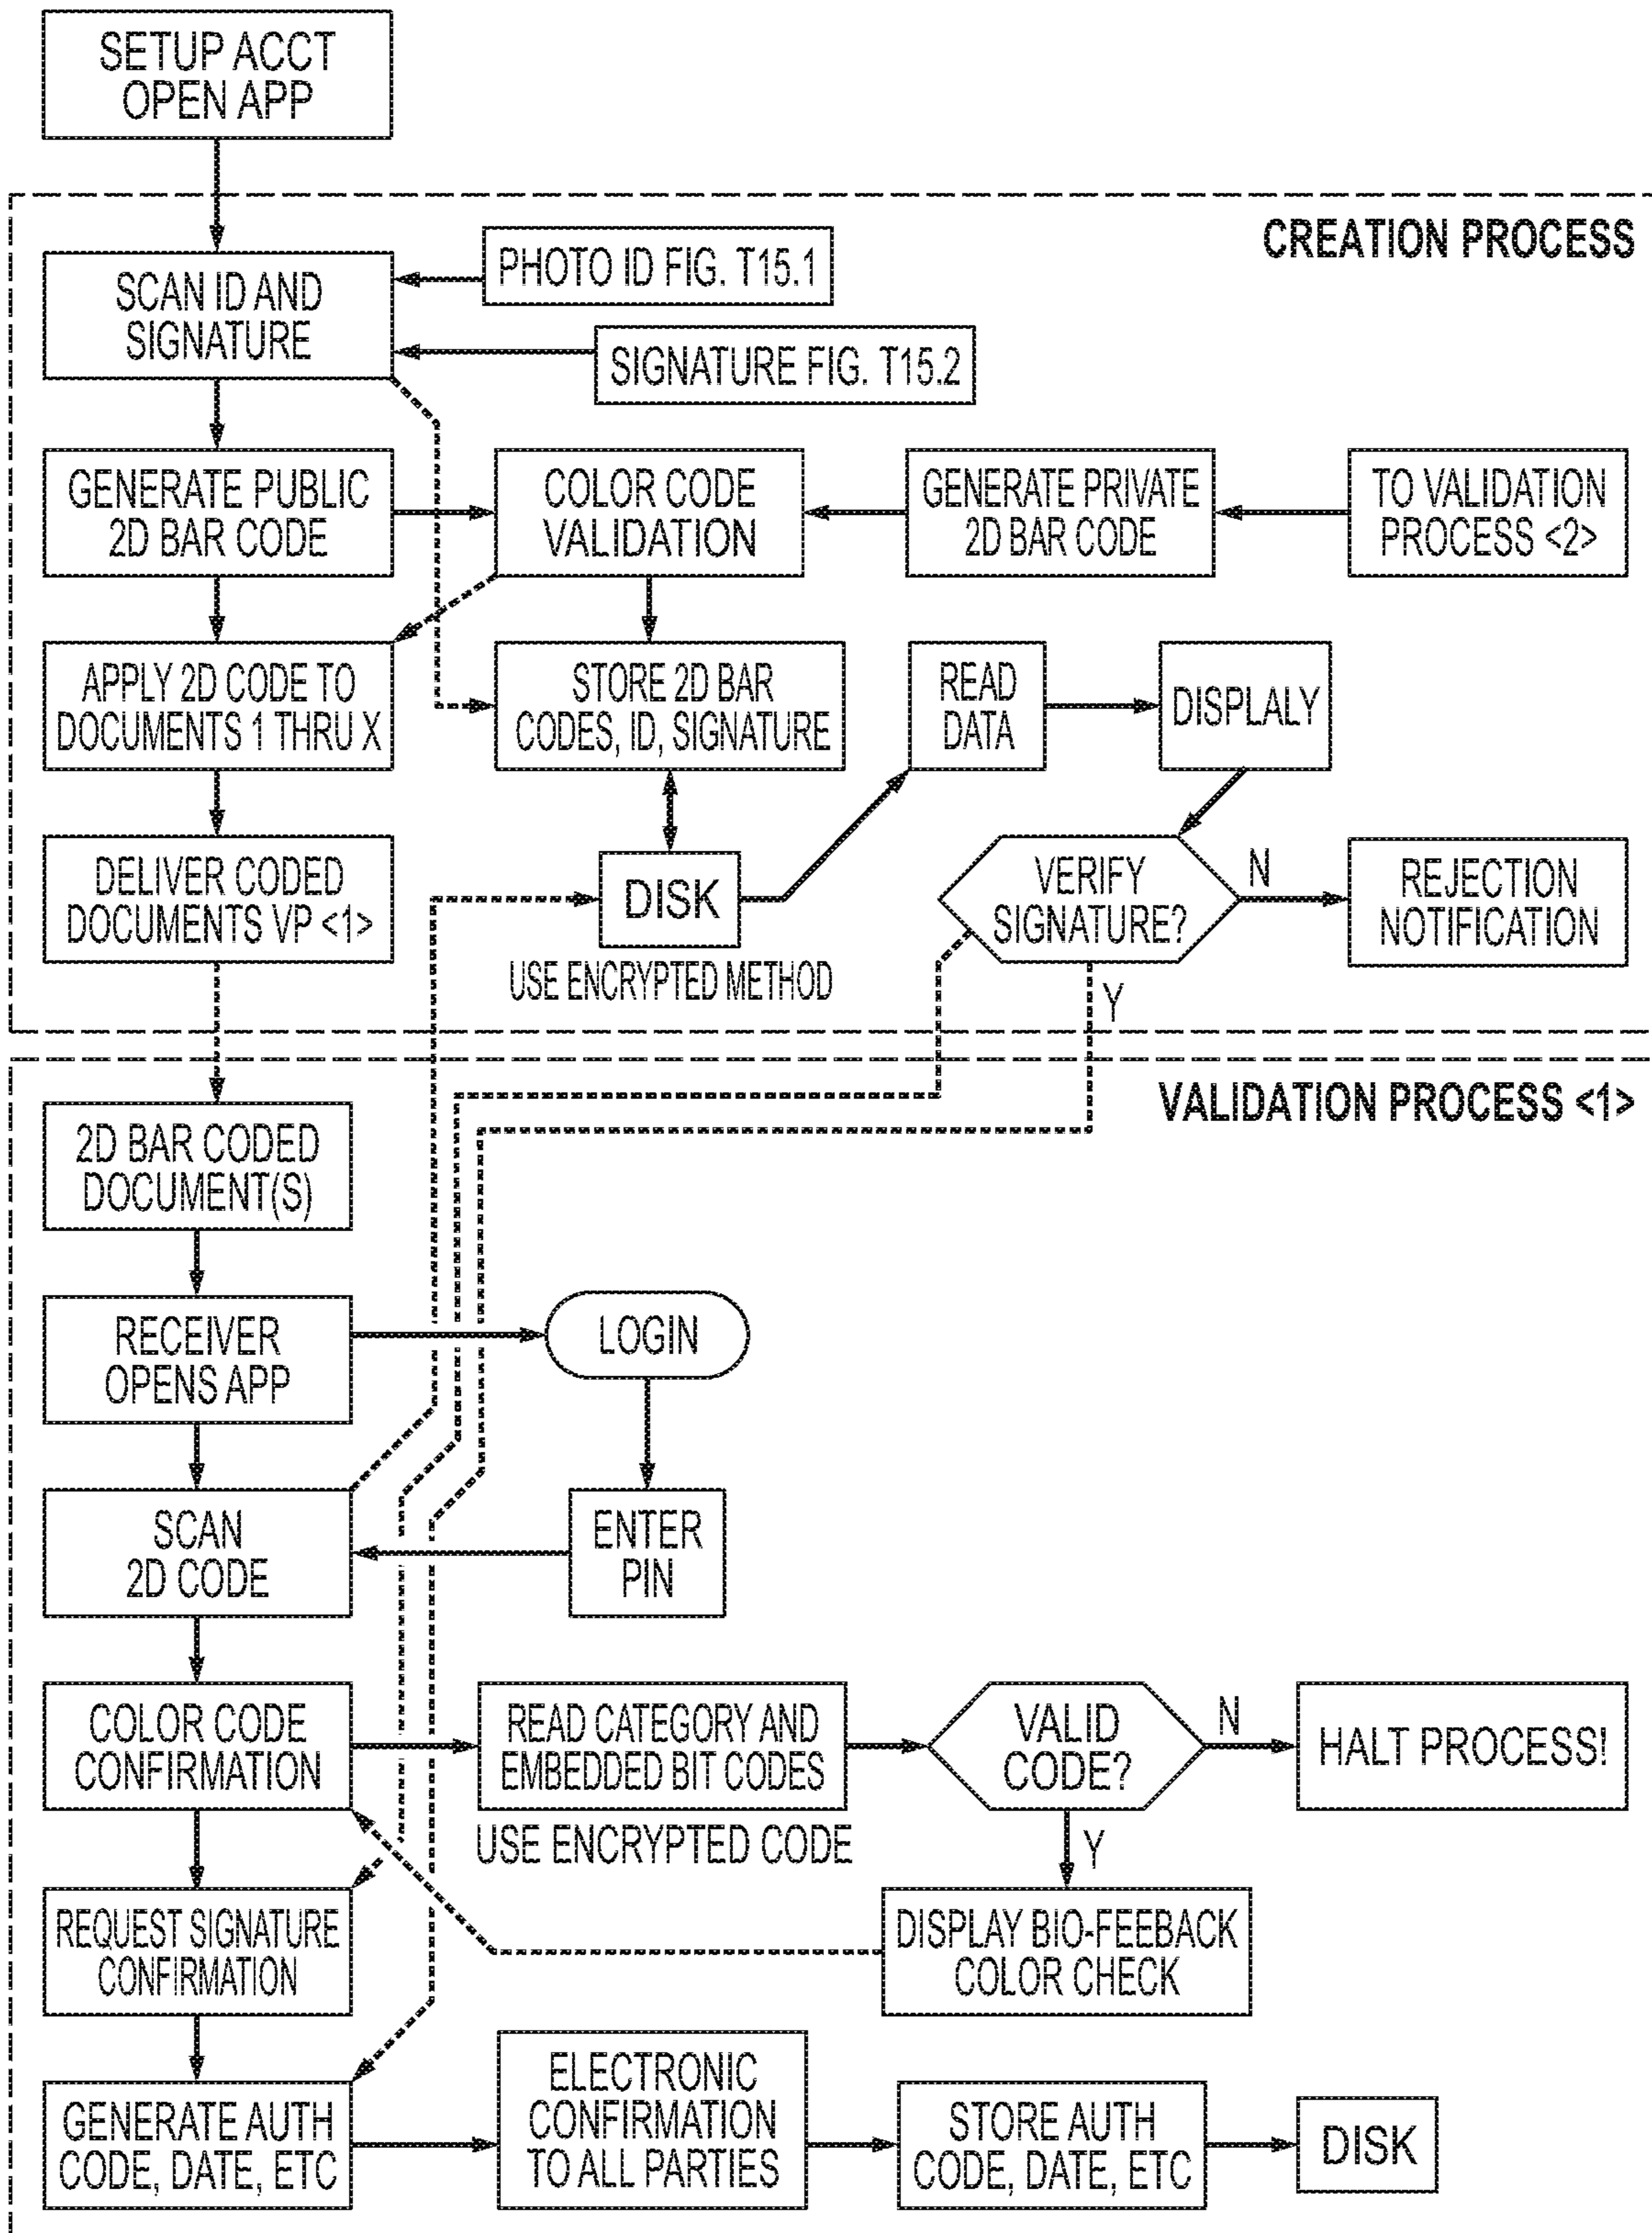 SETUP ACCT
OPEN APP
CREATION PROCESS
SCAN ID AND
SIGNATURE
PHOTO ID FIG. T15.1
SIGNATURE FIG. T15.2
GENERATE PUBLIC
2D BAR CODE
COLOR CODE
VALIDATION
GENERATE PRIVATE
2D BAR CODE
TO VALIDATION
PROCESS <2>
APPLY 2D CODE TO
DOCUMENTS 1 THRU X
STORE 2D BAR
CODES, ID, SIGNATURE
READ
DATA
DISPLALY
DELIVER CODED
DOCUMENTS VP <1>
DISK
USE ENCRYPTED METHOD
VERIFY
SIGNATURE?
N
Y
REJECTION
NOTIFICATION
VALIDATION PROCESS <1>
2D BAR CODED
DOCUMENT(S)
RECEIVER
OPENS APP
LOGIN
SCAN
2D CODE
ENTER
PIN
COLOR CODE
CONFIRMATION
READ CATEGORY AND
EMBEDDED BIT CODES
USE ENCRYPTED CODE
VALID
CODE?
N
Y
HALT PROCESS!
REQUEST SIGNATURE
CONFIRMATION
DISPLAY BIO-FEEBACK
COLOR CHECK
GENERATE AUTH
CODE, DATE, ETC
ELECTRONIC
CONFIRMATION
TO ALL PARTIES
STORE AUTH
CODE, DATE, ETC
DISK